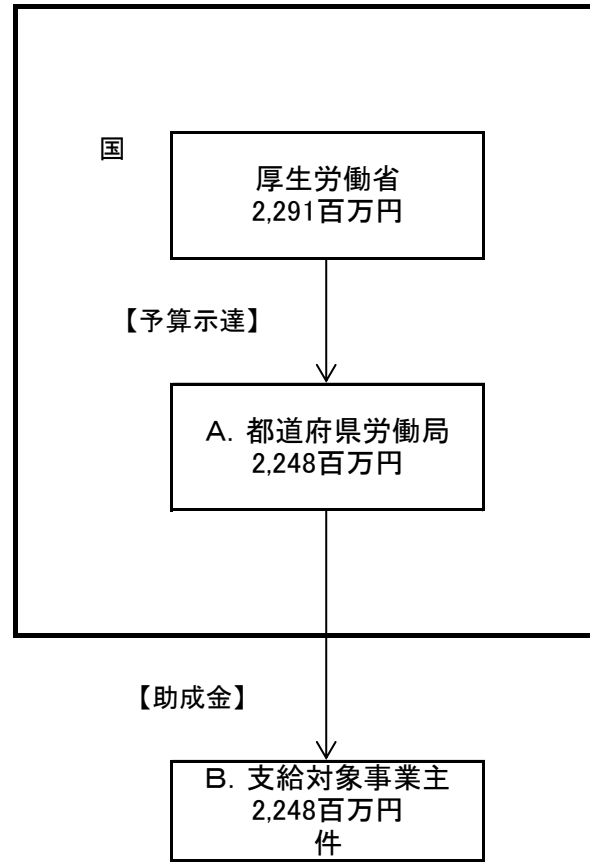 国
厚生労働省
2,291百万円
【予算示達】
A. 都道府県労働局
2,248百万円
【助成金】
B. 支給対象事業主
2,248百万円
件